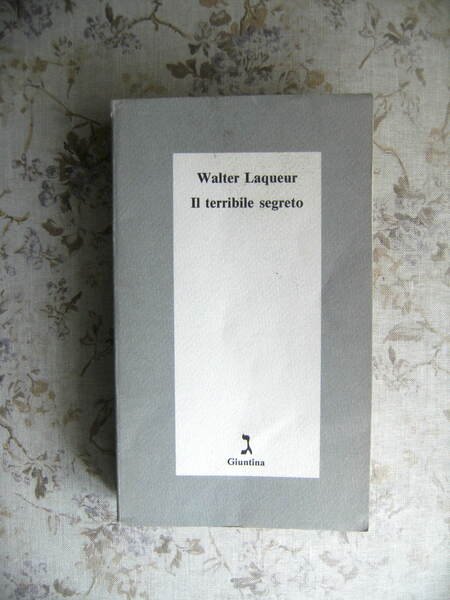 Walter Laqueur
Il terribile segreto
ג
Giuntina